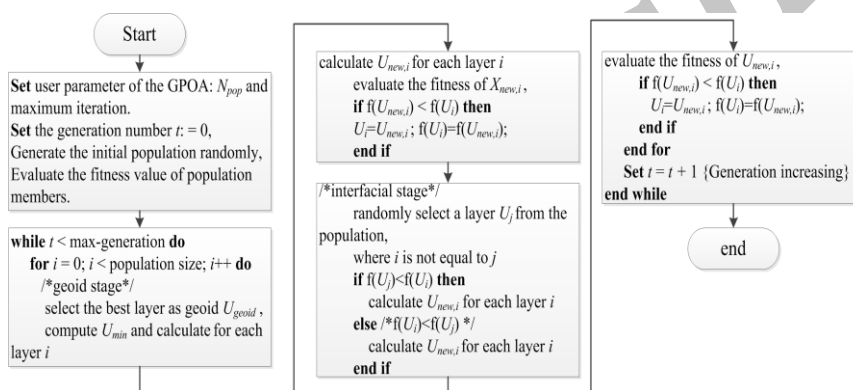 Start
Set user parameter of the GPOA: Npop and
maximum iteration.
Set the generation number t: = 0,
Generate the initial population randomly,
Evaluate the fitness value of population
members.
while t < max-generation do
for i = 0; i < population size; i++ do
/*geoid stage*/
select the best layer as geoid Ugeoid ,
compute Umin and calculate for each
layer i
calculate Unew,i for each layer i
evaluate the fitness of Xnew,i,
if f(Unew,i) < f(Ui) then
Ui=Unew,i ; f(Ui)=f(Unew,i);
end if
/*interfacial stage*/
randomly select a layer Uj from the
population,
where i is not equal to j
if f(Uj)<f(Ui) then
calculate Unew,i for each layer i
else /*f(Ui)<f(Uj) */
calculate Unew,i for each layer i
end if
evaluate the fitness of Unew,i,
if f(Unew,i) < f(Ui) then
Ui=Unew,i ; f(Ui)=f(Unew,i);
end if
end for
Set t = t + 1 {Generation increasing}
end while
end